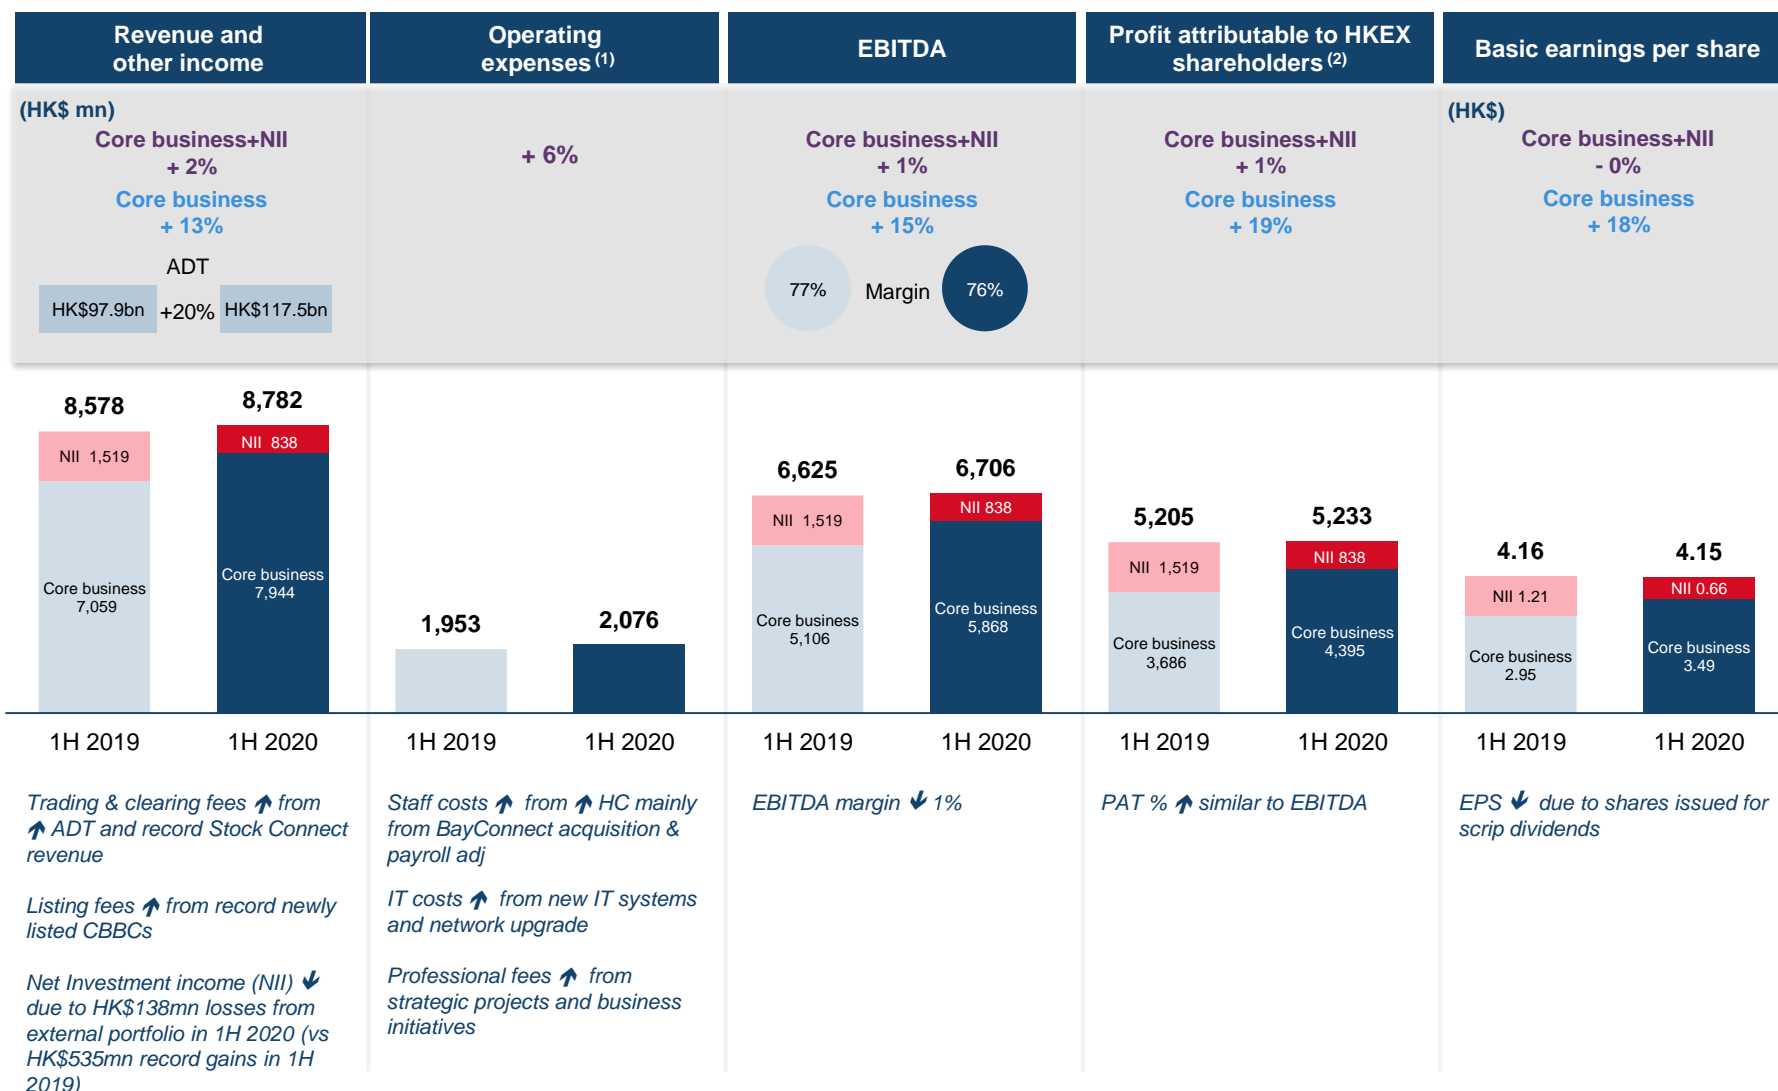 Revenue and
other income
Operating
expenses (1)
EBITDA
Profit attributable to HKEX
shareholders (2)
Basic earnings per share
(HK$ mn)
Core business+NII
+ 2%
Core business
+ 13%
ADT
HK$97.9bn +20% HK$117.5bn
+ 6%
Core business+NII
+ 1%
Core business
+ 15%
77% Margin 76%
Core business+NII
+ 1%
Core business
+ 19%
(HK$)
Core business+NII
- 0%
Core business
+ 18%
8,578
NII 1,519
Core business
7,059
1H 2019
8,782
NII 838
Core business
7,944
1H 2020
1,953
1H 2019
2,076
1H 2020
6,625
NII 1,519
Core business
5,106
1H 2019
6,706
NII 838
Core business
5,868
1H 2020
5,205
NII 1,519
Core business
3,686
1H 2019
5,233
NII 838
Core business
4,395
1H 2020
4.16
NII 1.21
Core business
2.95
1H 2019
4.15
NII 0.66
Core business
3.49
1H 2020
Trading & clearing fees ↑ from
↑ ADT and record Stock Connect
revenue
Listing fees ↑ from record newly
listed CBBCs
Net Investment income (NII) ↓
due to HK$138mn losses from
external portfolio in 1H 2020 (vs
HK$535mn record gains in 1H
2019)
Staff costs ↑ from ↑ HC mainly
from BayConnect acquisition &
payroll adj
IT costs ↑ from new IT systems
and network upgrade
Professional fees ↑ from
strategic projects and business
initiatives
EBITDA margin ↓ 1%
PAT % ↑ similar to EBITDA
EPS ↓ due to shares issued for
scrip dividends